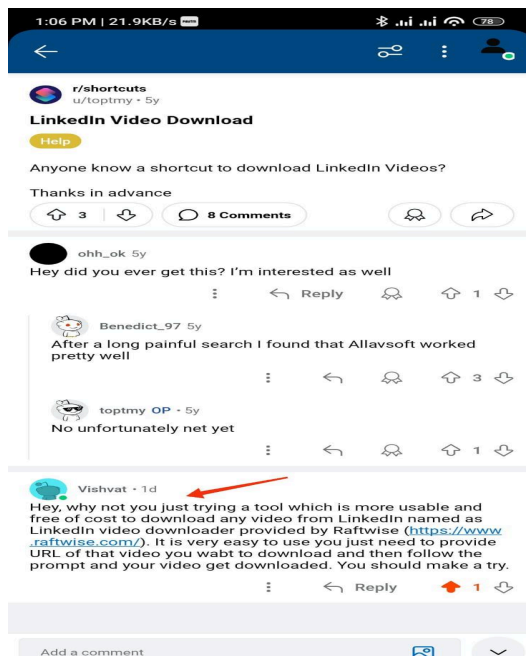 1:06 PM | 21.9KB/s
78
r/shortcuts
u/toptmy • 5y
LinkedIn Video Download
Help
Anyone know a shortcut to download LinkedIn Videos?
Thanks in advance
3
8 Comments
ohh_ok 5y
Hey did you ever get this? I'm interested as well
Reply
1
Benedict_97 5y
After a long painful search I found that Allavsoft worked
pretty well
3
toptmy OP • 5y
No unfortunately net yet
1
Vishvat • 1d
Hey, why not you just trying a tool which is more usable and
free of cost to download any video from LinkedIn named as
LinkedIn video downloader provided by Raftwise (https://www
.raftwise.com/). It is very easy to use you just need to provide
URL of that video you wabt to download and then follow the
prompt and your video get downloaded. You should make a try.
Reply
1
Add a comment